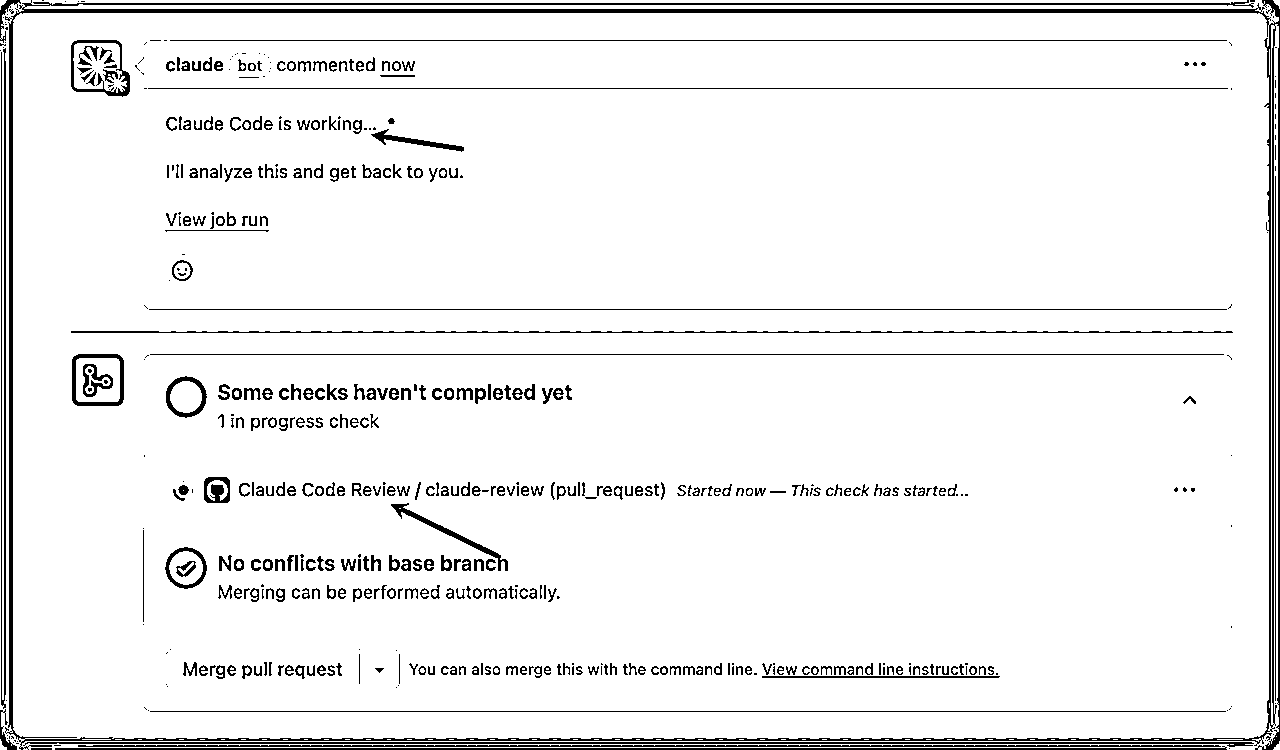 claude bot commented now
Claude Code is working...
I'll analyze this and get back to you.
View job run
Some checks haven't completed yet
1 in progress check
Claude Code Review / claude-review (pull_request) Started now — This check has started...
No conflicts with base branch
Merging can be performed automatically.
Merge pull request You can also merge this with the command line. View command line instructions.